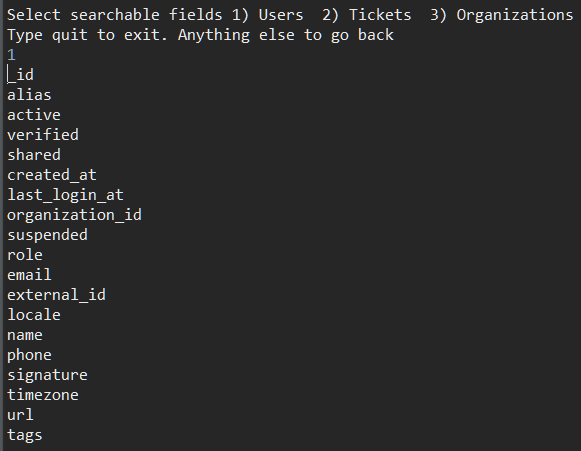 Select searchable fields 1) Users  2) Tickets  3) Organizations
Type quit to exit. Anything else to go back
1
_id
alias
active
verified
shared
created_at
last_login_at
organization_id
suspended
role
email
external_id
locale
name
phone
signature
timezone
url
tags